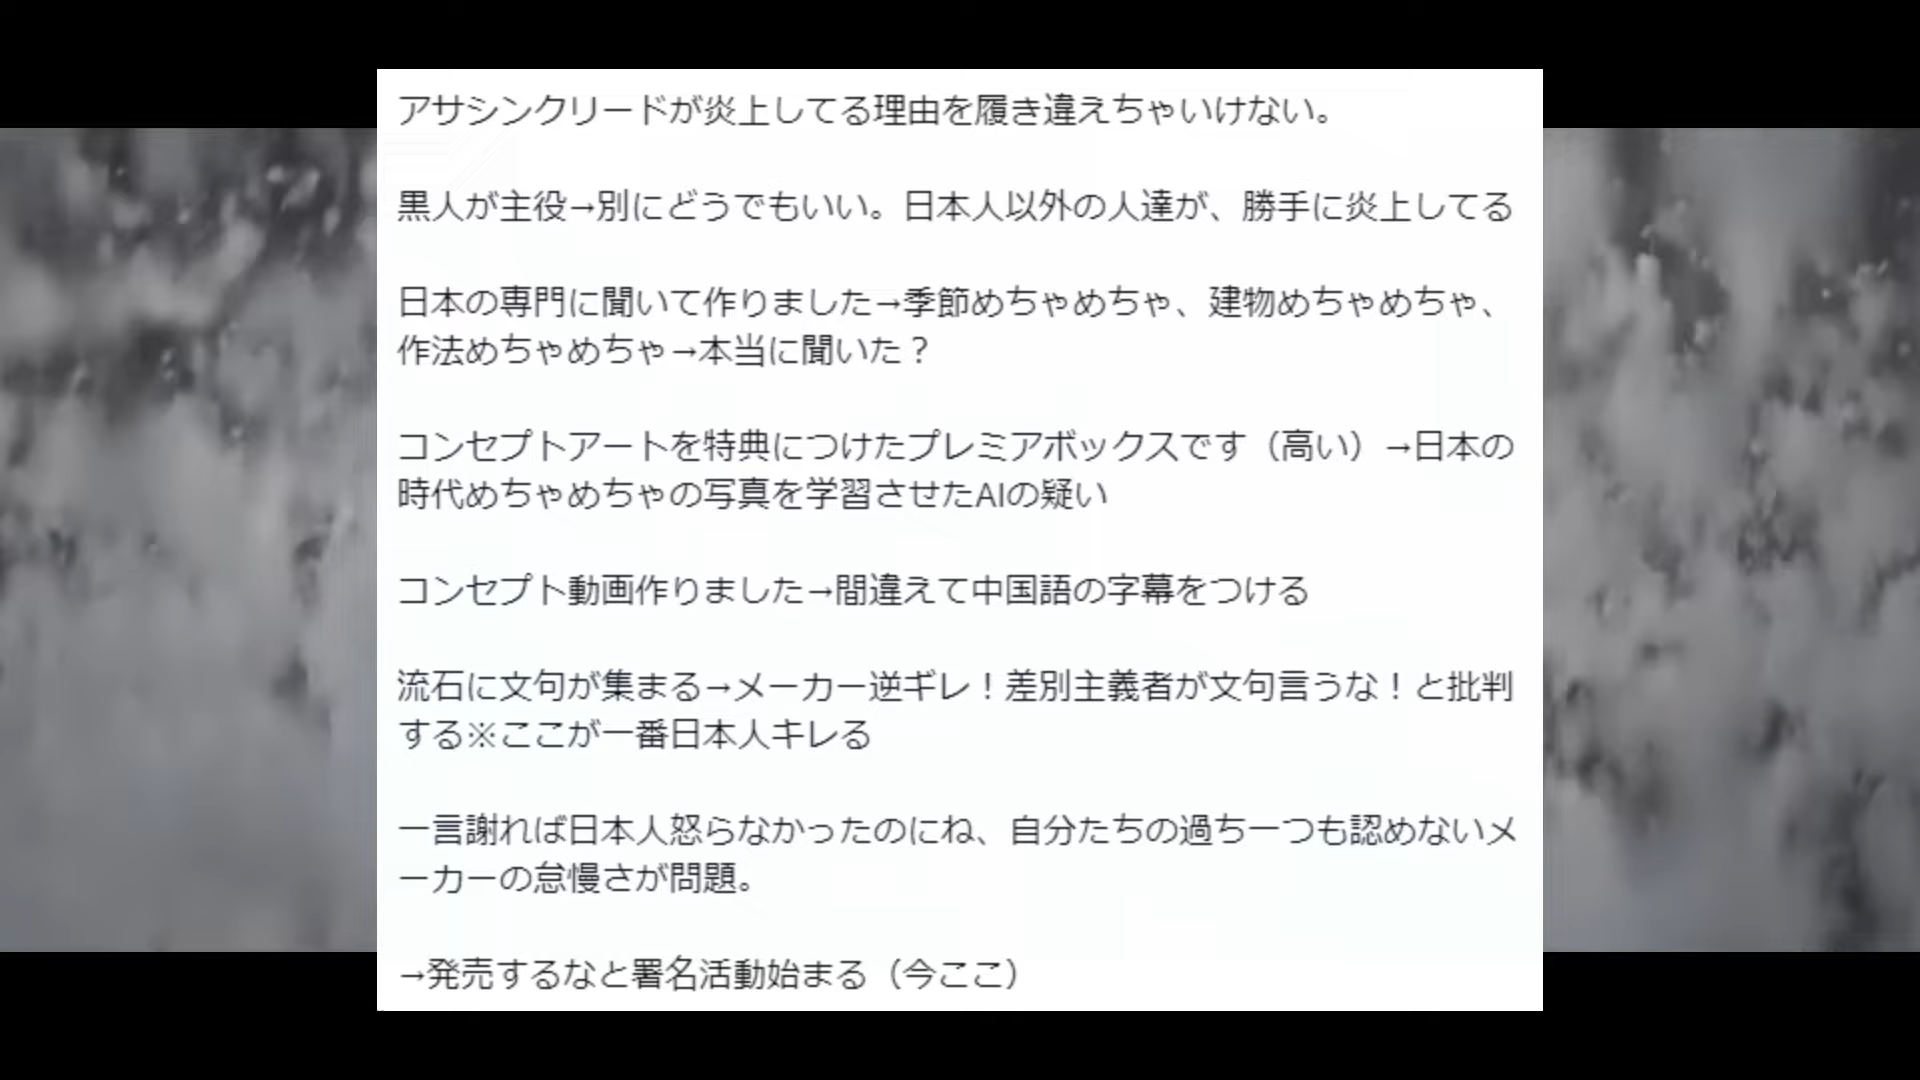 アサシンクリードが炎上してる理由を履き違えちゃいけない。
黒人が主役→別にどうでもいい。日本人以外の人達が、勝手に炎上してる
日本の専門に聞いて作りました→季節めちゃめちゃ、建物めちゃめちゃ、
作法めちゃめちゃ→本当に聞いた？
コンセプトアートを特典につけたプレミアボックスです（高い）→日本の
時代めちゃめちゃの写真を学習させたAIの疑い
コンセプト動画作りました→間違えて中国語の字幕をつける
流石に文句が集まる→メーカー逆ギレ！差別主義者が文句言うな！と批判
する※ここが一番日本人キレる
一言謝れば日本人怒らなかったのにね、自分たちの過ち一つも認めないメ
ーカーの怠慢さが問題。
→発売するなと署名活動始まる（今ここ）